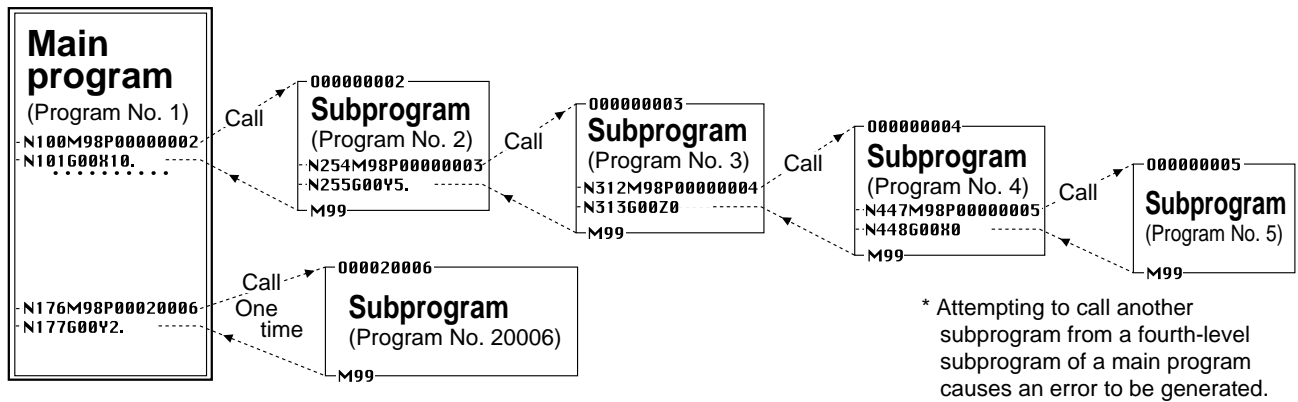 Main
program
(Program No. 1)
N100M98P00000002
N101G00X10.
N176M98P00020006
N177G00Y2.
Call
O00000002
Subprogram
(Program No. 2)
N254M98P00000003
N255G00Y5.
M99
Call
O00000003
Subprogram
(Program No. 3)
N312M98P00000004
N313G00Z0
M99
Call
O00000004
Subprogram
(Program No. 4)
N447M98P00000005
N448G00X0
M99
Call
O00000005
Subprogram
(Program No. 5)
M99
Call
One
time
O00020006
Subprogram
(Program No. 20006)
M99
* Attempting to call another
subprogram from a fourth-level
subprogram of a main program
causes an error to be generated.